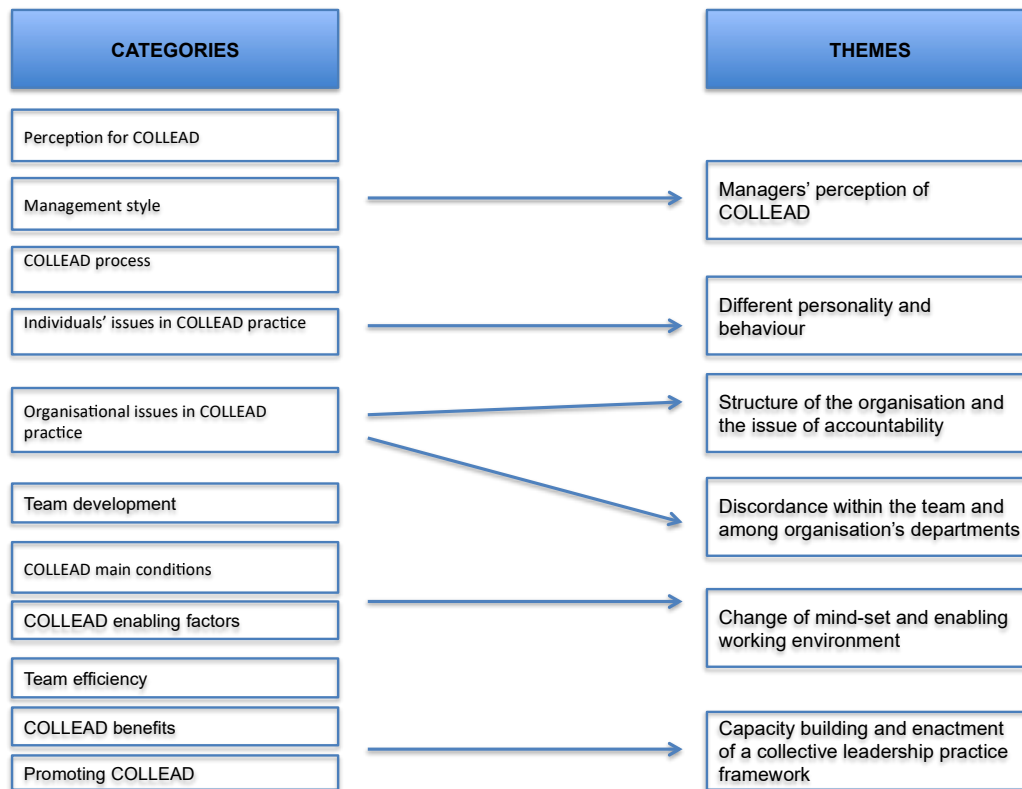 CATEGORIES
THEMES
Perception for COLLEAD
Management style
COLLEAD process
Individuals’ issues in COLLEAD practice
Organisational issues in COLLEAD
practice
Team development
COLLEAD main conditions
COLLEAD enabling factors
Team efficiency
COLLEAD benefits
Promoting COLLEAD
Managers’ perception of
COLLEAD
Different personality and
behaviour
Structure of the organisation and
the issue of accountability
Discordance within the team and
among organisation’s departments
Change of mind-set and enabling
working environment
Capacity building and enactment
of a collective leadership practice
framework